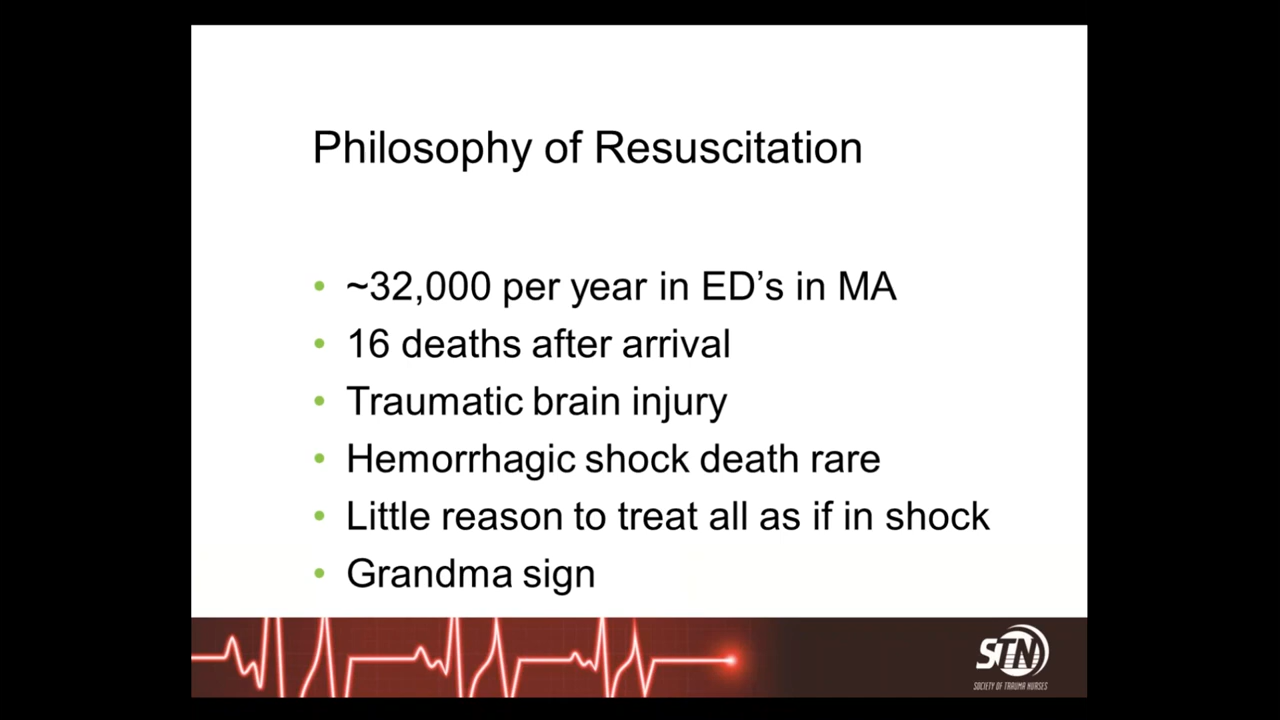 Philosophy of Resuscitation
• ~32,000 per year in ED's in MA
• 16 deaths after arrival
• Traumatic brain injury
• Hemorrhagic shock death rare
• Little reason to treat all as if in shock
• Grandma sign
STN
SOCIETY OF TRAUMA NURSES